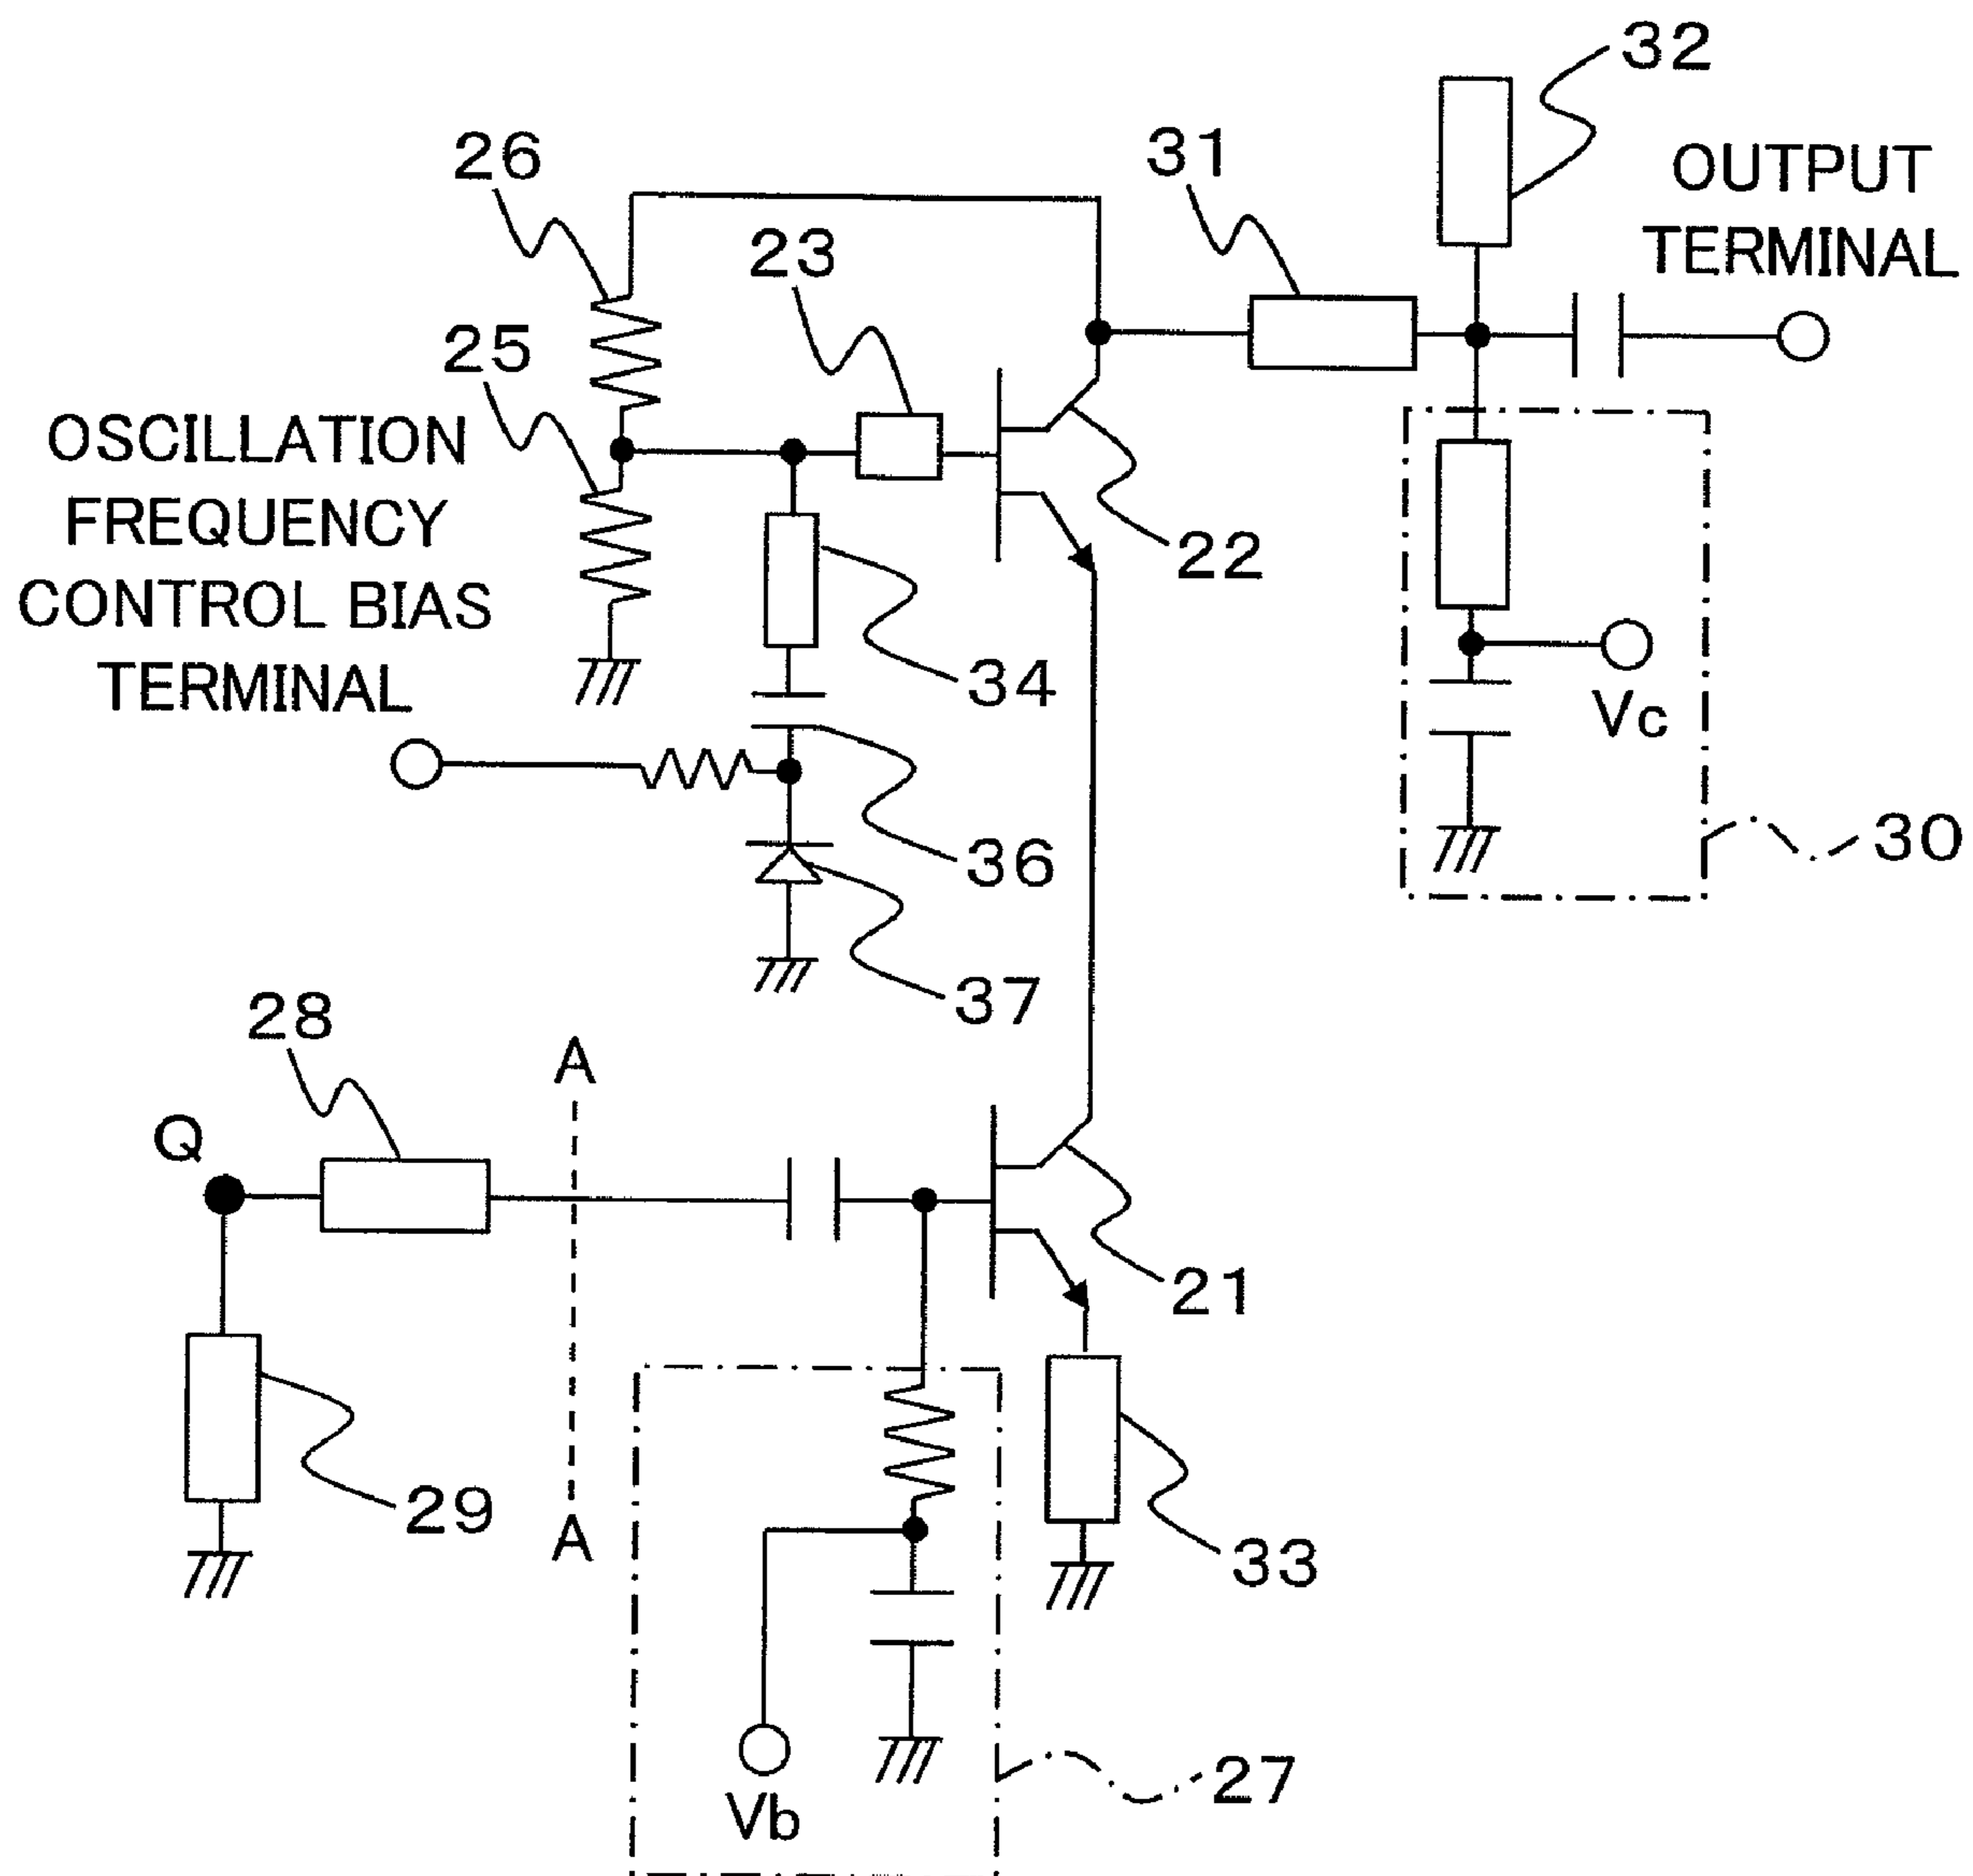 32
26
31
OUTPUT
TERMINAL
23
25
OSCILLATION
FREQUENCY
CONTROL BIAS
TERMINAL
22
34
Vc
36
30
37
28
A
Q
21
29
A
33
27
Vb